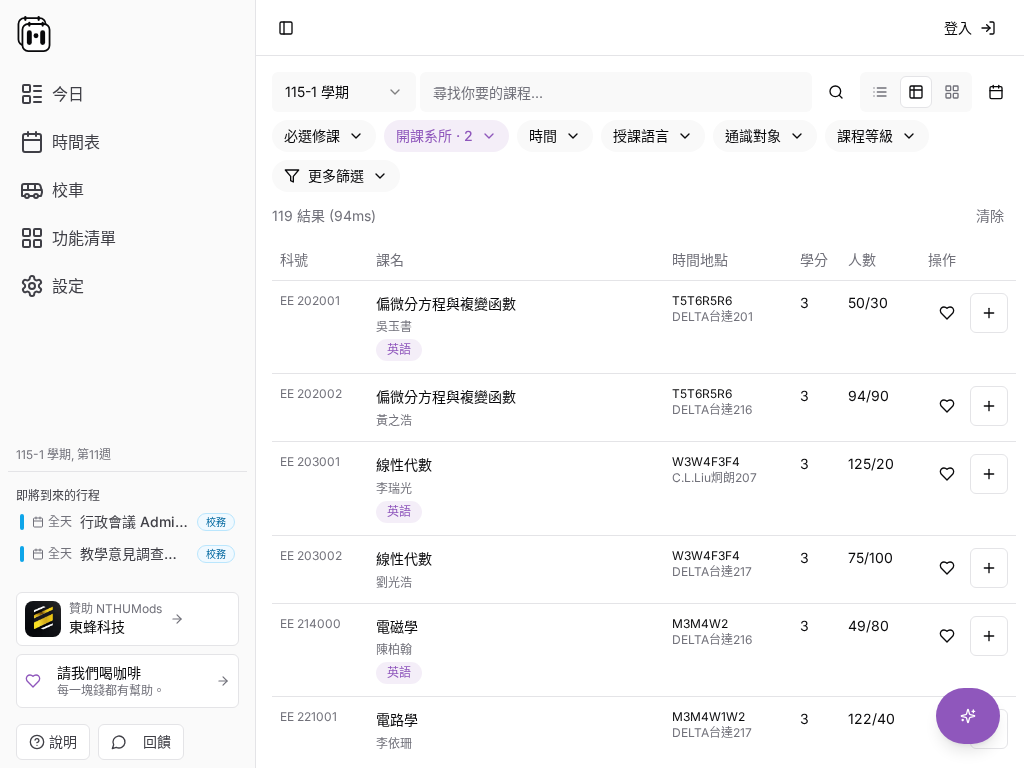 今日
時間表
校車
功能清單
設定
115-1 學期, 第11週
即將到來的行程
全天 行政會議 Admi... 校務
全天 教學意見調查... 校務
贊助 NTHUMods
東蜂科技
請我們喝咖啡
每一塊錢都有幫助。
說明 回饋
登入
115-1 學期 尋找你要的課程...
必選修課 開課系所 · 2 時間 授課語言 通識對象 課程等級
更多篩選
119 結果 (94ms) 清除
科號 課名 時間地點 學分 人數 操作
EE 202001 偏微分方程與複變函數 T5T6R5R6 3 50/30
吳玉書 DELTA台達201
英語
EE 202002 偏微分方程與複變函數 T5T6R5R6 3 94/90
黃之浩 DELTA台達216
EE 203001 線性代數 W3W4F3F4 3 125/20
李瑞光 C.L.Liu炯朗207
英語
EE 203002 線性代數 W3W4F3F4 3 75/100
劉光浩 DELTA台達217
EE 214000 電磁學 M3M4W2 3 49/80
陳柏翰 DELTA台達216
英語
EE 221001 電路學 M3M4W1W2 3 122/40
李依珊 DELTA台達217